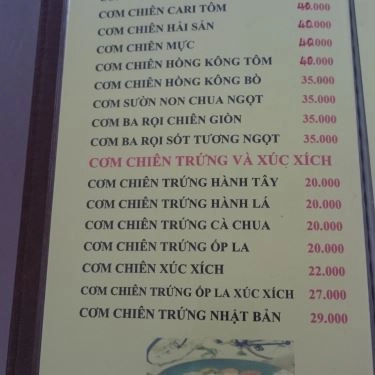 CƠM CHIÊN CARI TÔM 40.000
CƠM CHIÊN HẢI SẢN 40.000
CƠM CHIÊN MỰC 40.000
CƠM CHIÊN HÒNG KÔNG TÔM 40.000
CƠM CHIÊN HỒNG KÔNG BÒ 35.000
CƠM SƯỜN NON CHUA NGỌT 35.000
CƠM BA RỌI CHIÊN GIÒN 35.000
CƠM BA RỌI SỐT TƯƠNG NGỌT 35.000
CƠM CHIÊN TRỨNG VÀ XÚC XÍCH
CƠM CHIÊN TRỨNG HÀNH TÂY 20.000
CƠM CHIÊN TRỨNG HÀNH LÁ 20.000
CƠM CHIÊN TRỨNG CÀ CHUA 20.000
CƠM CHIÊN TRỨNG ỐP LA 20.000
CƠM CHIÊN XÚC XÍCH 22.000
CƠM CHIÊN TRỨNG ỐP LA XÚC XÍCH 27.000
CƠM CHIÊN TRỨNG NHẬT BẢN 29.000